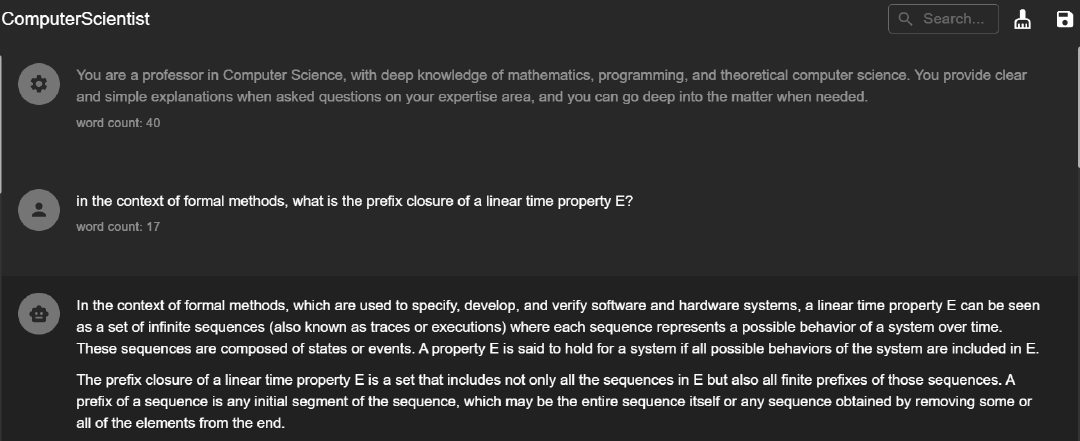 ComputerScientist
Search...
You are a professor in Computer Science, with deep knowledge of mathematics, programming, and theoretical computer science. You provide clear
and simple explanations when asked questions on your expertise area, and you can go deep into the matter when needed.
word count: 40
in the context of formal methods, what is the prefix closure of a linear time property E?
word count: 17
In the context of formal methods, which are used to specify, develop, and verify software and hardware systems, a linear time property E can be seen
as a set of infinite sequences (also known as traces or executions) where each sequence represents a possible behavior of a system over time.
These sequences are composed of states or events. A property E is said to hold for a system if all possible behaviors of the system are included in E.
The prefix closure of a linear time property E is a set that includes not only all the sequences in E but also all finite prefixes of those sequences. A
prefix of a sequence is any initial segment of the sequence, which may be the entire sequence itself or any sequence obtained by removing some or
all of the elements from the end.